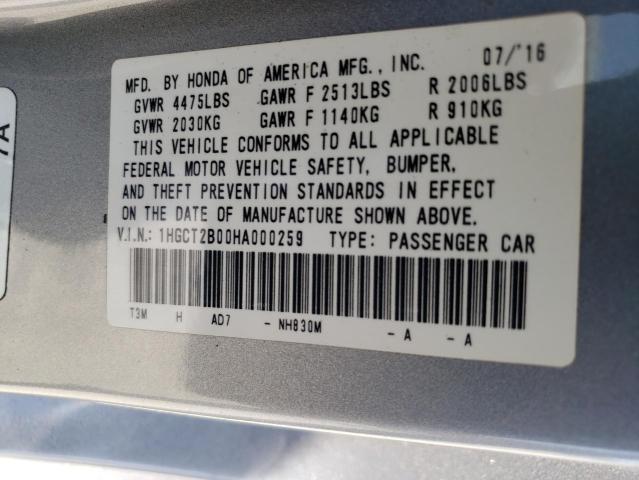 MFD. BY HONDA OF AMERICA MFG., INC. 07/'16
GVWR 4475LBS GAWR F 2513LBS R 2006LBS
GVWR 2030KG GAWR F 1140KG R 910KG
THIS VEHICLE CONFORMS TO ALL APPLICABLE
FEDERAL MOTOR VEHICLE SAFETY, BUMPER,
AND THEFT PREVENTION STANDARDS IN EFFECT
ON THE DATE OF MANUFACTURE SHOWN ABOVE.
V.I.N.: 1HGCT2B00HA000259 TYPE: PASSENGER CAR
T3M H AD7 - NH830M - A - A
7A